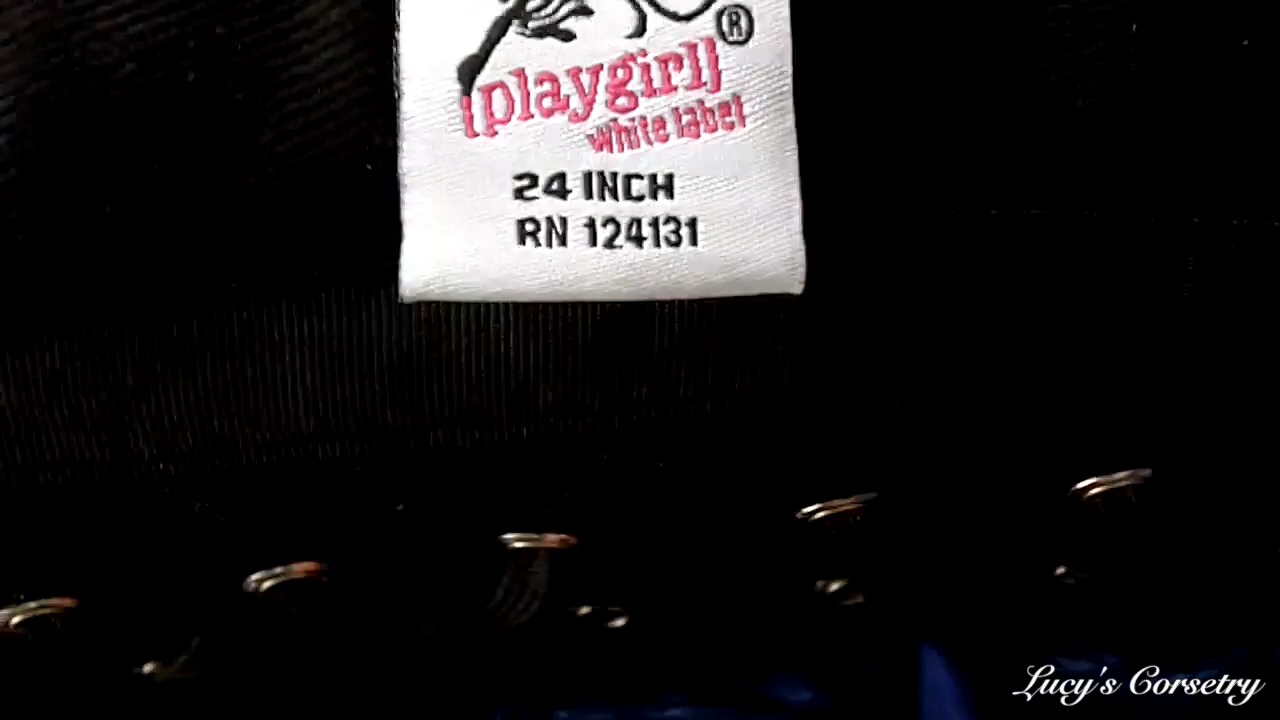 ®
{playgirl}
white label
24 INCH
RN 124131
Lucy's Corsetry